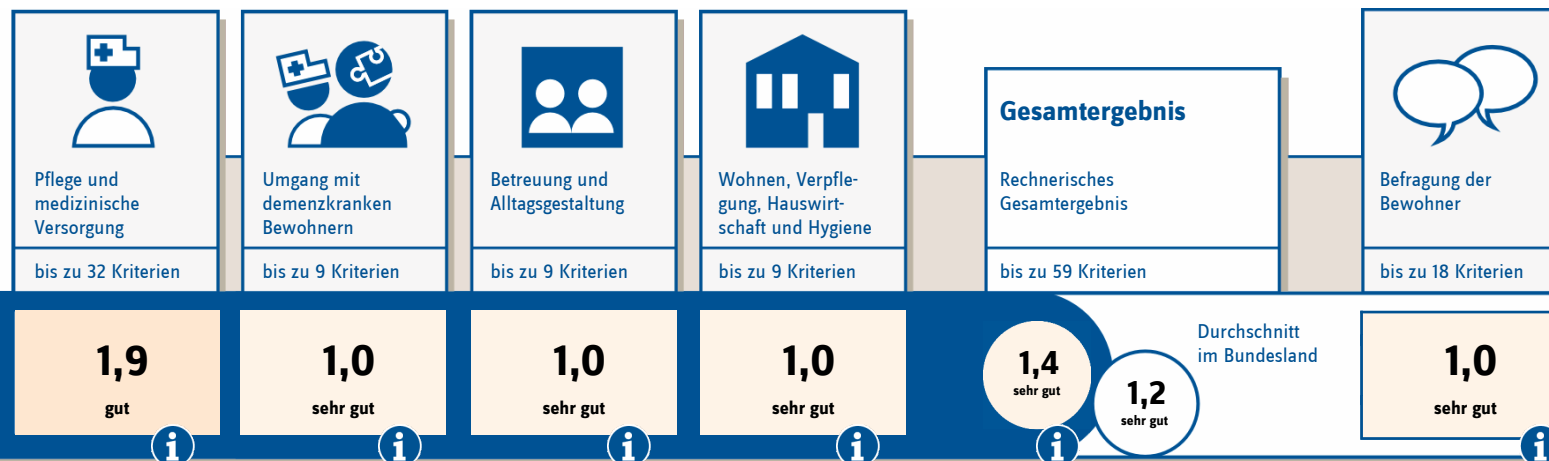 Pflege und
medizinische
Versorgung
bis zu 32 Kriterien
1,9
gut
Umgang mit
demenzkranken
Bewohnern
bis zu 9 Kriterien
1,0
sehr gut
Betreuung und
Alltagsgestaltung
bis zu 9 Kriterien
1,0
sehr gut
Wohnen, Verpfle-
gung, Hauswirt-
schaft und Hygiene
bis zu 9 Kriterien
1,0
sehr gut
Gesamtergebnis
Rechnerisches
Gesamtergebnis
bis zu 59 Kriterien
1,4
sehr gut
1,2
sehr gut
Durchschnitt
im Bundesland
Befragung der
Bewohner
bis zu 18 Kriterien
1,0
sehr gut
i
i
i
i
i
i